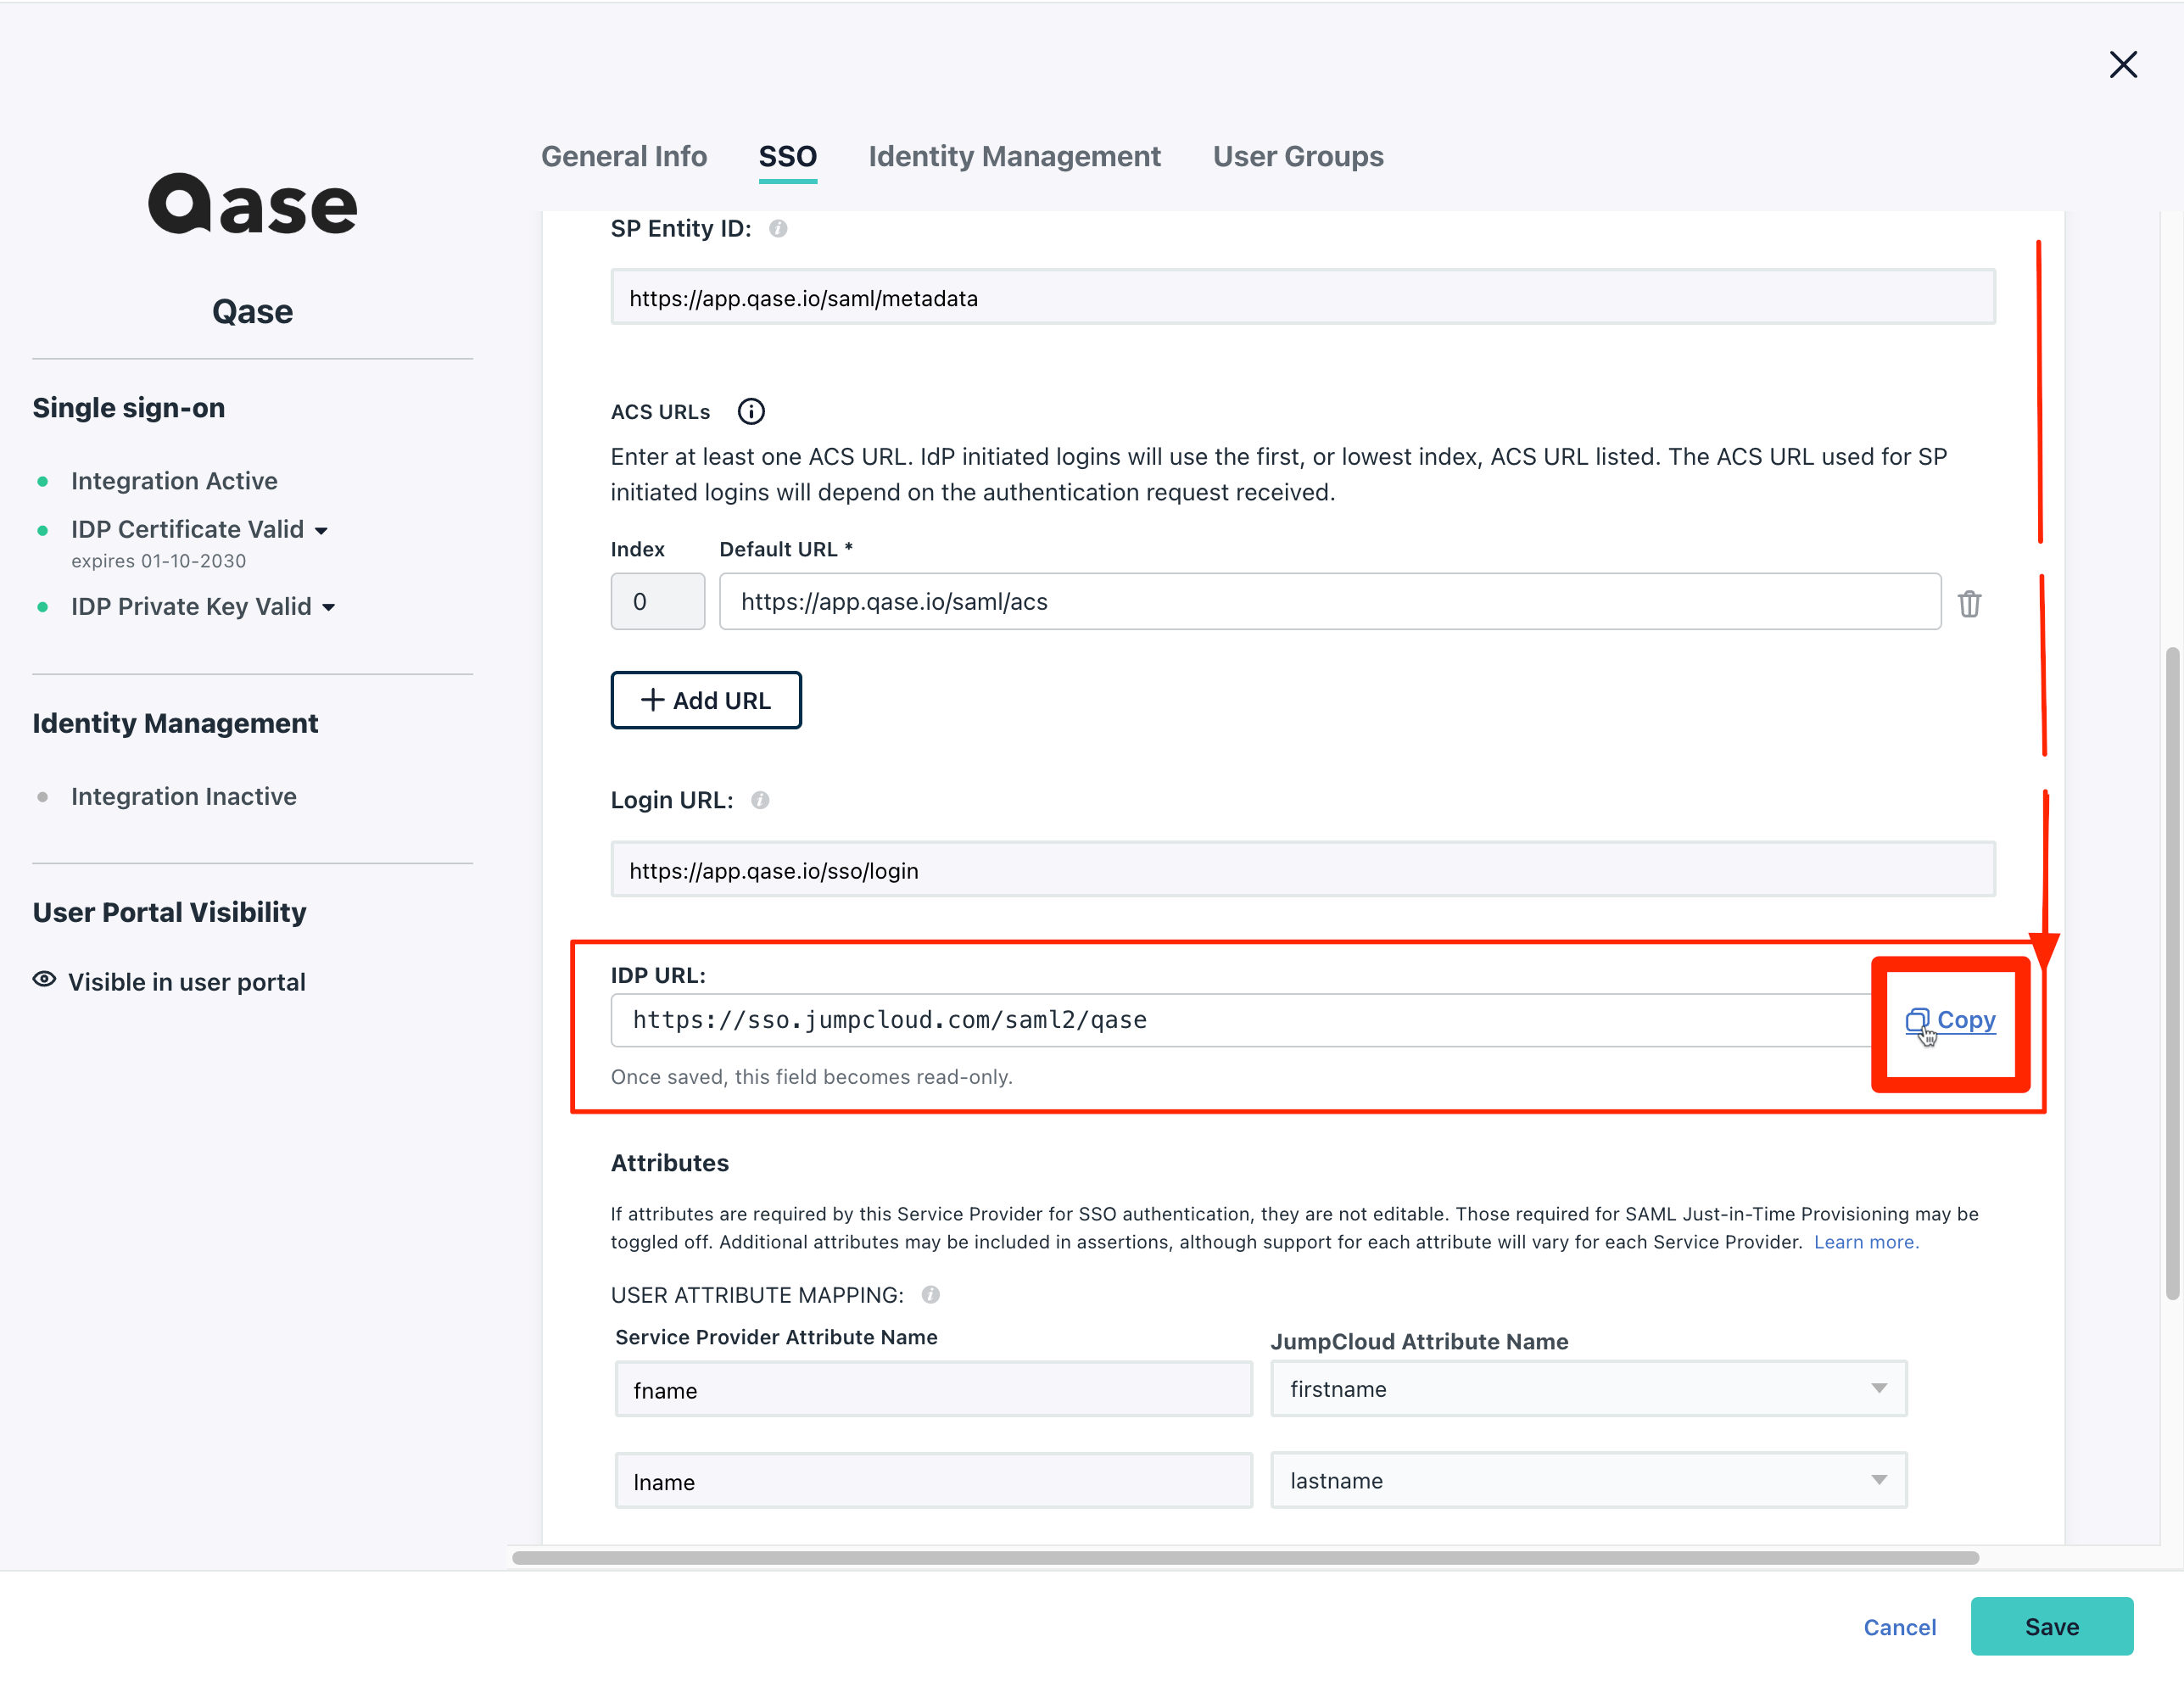 General Info
SSO
Identity Management
User Groups
Qase
Qase
Single sign-on
Integration Active
IDP Certificate Valid
expires 01-10-2030
IDP Private Key Valid
Identity Management
Integration Inactive
User Portal Visibility
Visible in user portal
SP Entity ID:
https://app.qase.io/saml/metadata
ACS URLs
Enter at least one ACS URL. IdP initiated logins will use the first, or lowest index, ACS URL listed. The ACS URL used for SP
initiated logins will depend on the authentication request received.
Index
Default URL *
0
https://app.qase.io/saml/acs
Add URL
Login URL:
https://app.qase.io/sso/login
IDP URL:
https://sso.jumpcloud.com/saml2/qase
Copy
Once saved, this field becomes read-only.
Attributes
If attributes are required by this Service Provider for SSO authentication, they are not editable. Those required for SAML Just-in-Time Provisioning may be
toggled off. Additional attributes may be included in assertions, although support for each attribute will vary for each Service Provider. Learn more.
USER ATTRIBUTE MAPPING:
Service Provider Attribute Name
JumpCloud Attribute Name
fname
firstname
lname
lastname
Cancel
Save